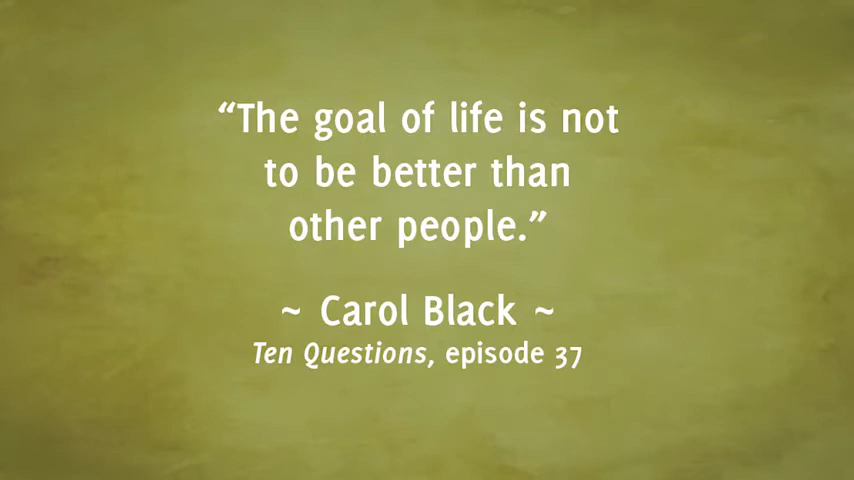 “The goal of life is not
to be better than
other people.”
~ Carol Black ~
Ten Questions, episode 37